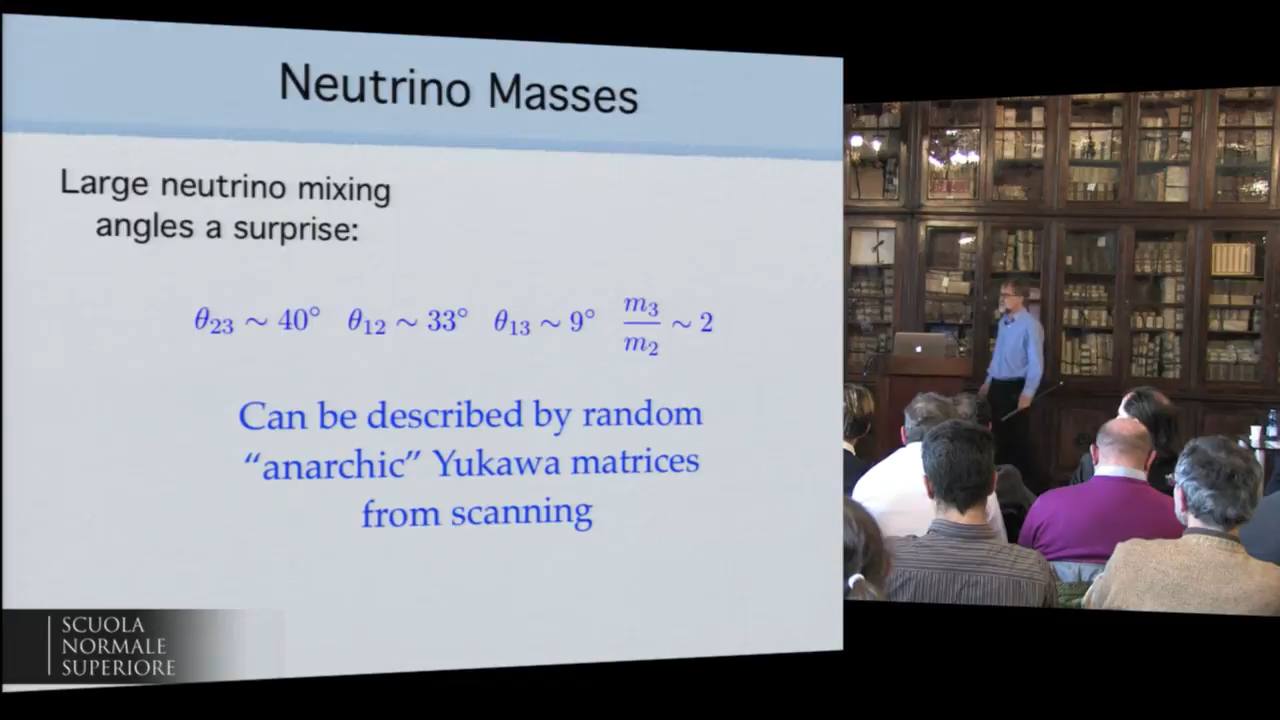 Neutrino Masses
Large neutrino mixing
angles a surprise:
θ₂₃ ∼ 40° θ₁₂ ∼ 33° θ₁₃ ∼ 9° m₃/m₂ ∼ 2
Can be described by random
“anarchic” Yukawa matrices
from scanning
SCUOLA
NORMALE
SUPERIORE